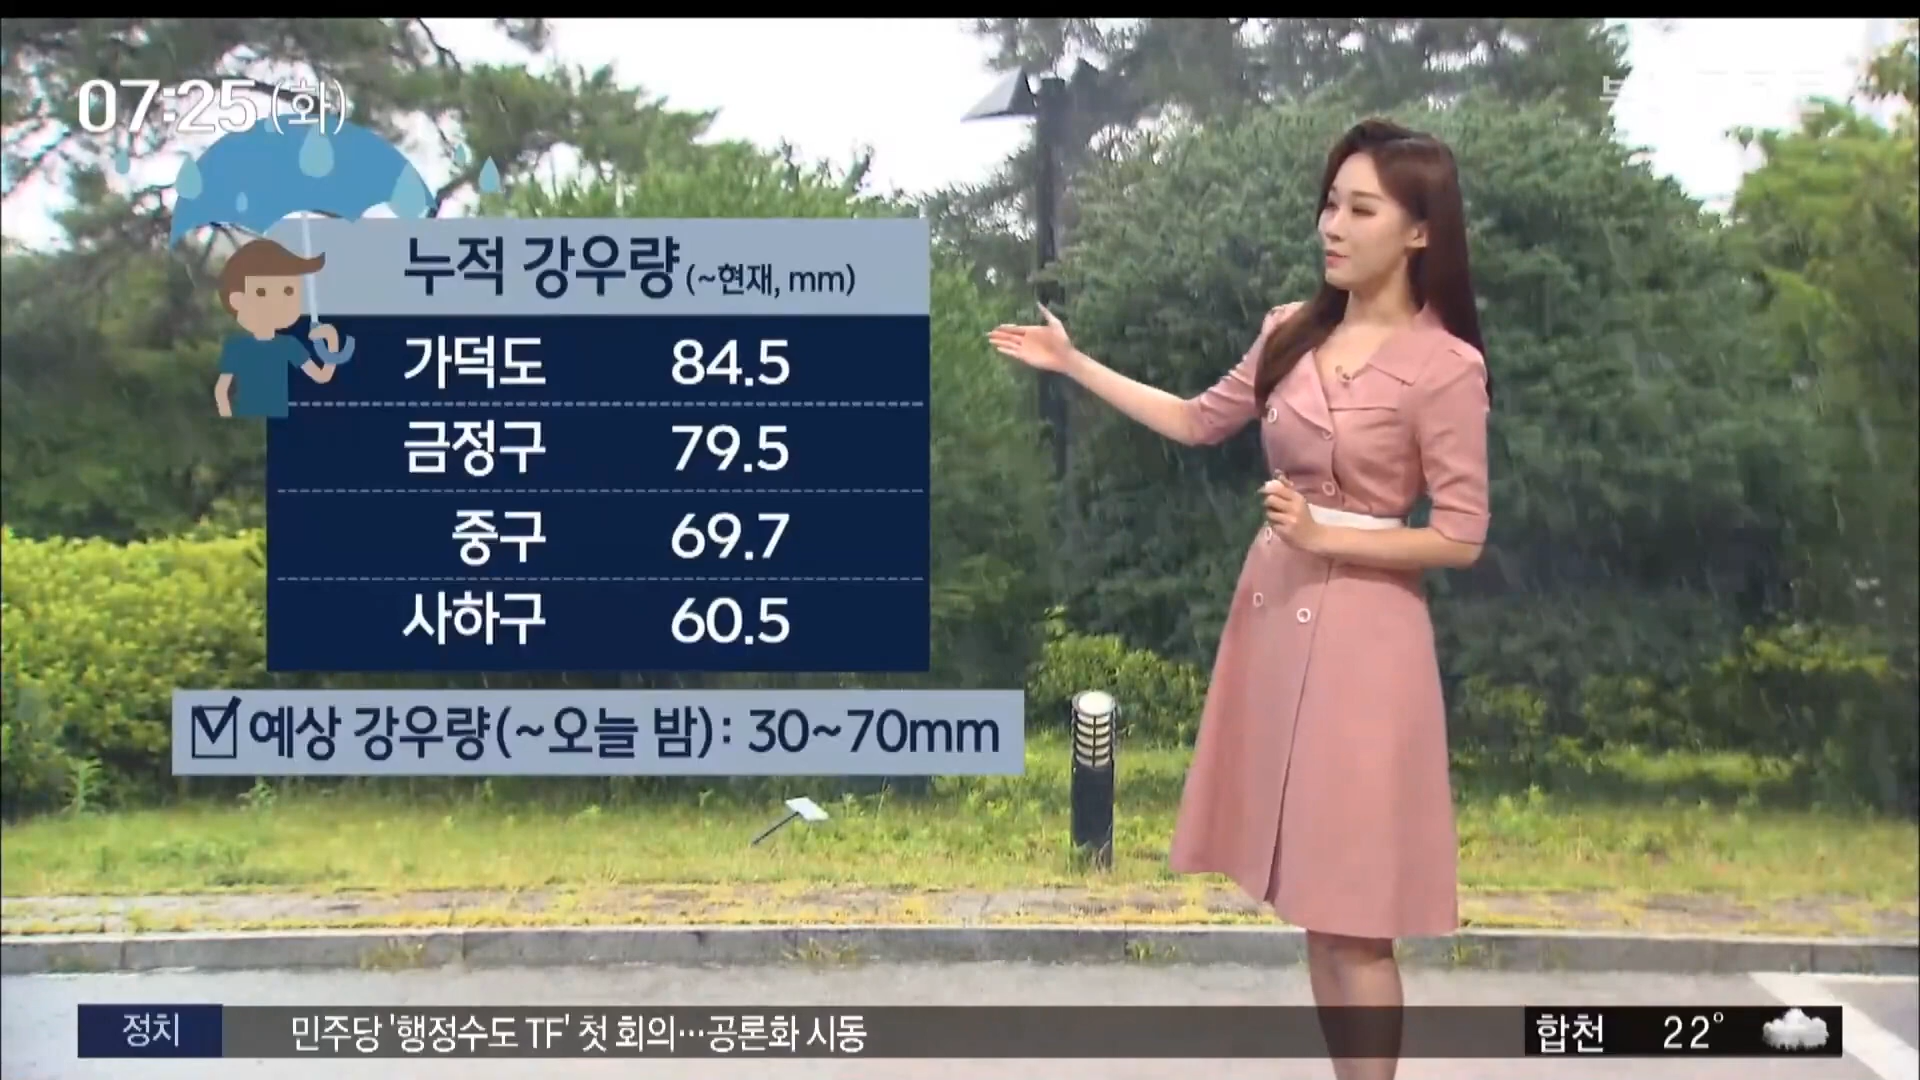 07:25(화)
누적 강우량(~현재, mm)
가덕도 84.5
금정구 79.5
중구 69.7
사하구 60.5
예상 강우량(~오늘 밤): 30~70mm
정치 민주당 '행정수도 TF' 첫 회의…공론화 시동
합천 22°